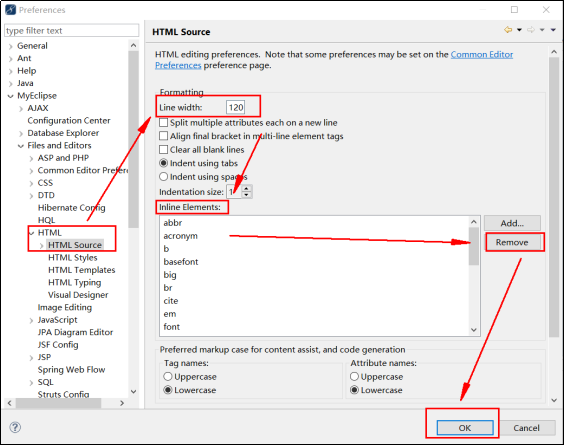 Preferences
type filter text
General
Ant
Help
Java
MyEclipse
AJAX
Configuration Center
Database Explorer
Files and Editors
ASP and PHP
Common Editor Prefere
CSS
DTD
Hibernate Config
HQL
HTML
HTML Source
HTML Styles
HTML Templates
HTML Typing
Visual Designer
Image Editing
JavaScript
JPA Diagram Editor
JSF Config
JSP
Spring Web Flow
SQL
Struts Config
HTML Source
HTML editing preferences.  Note that some preferences may be set on the Common Editor
Preferences preference page.
Formatting
Line width: 120
Split multiple attributes each on a new line
Align final bracket in multi-line element tags
Clear all blank lines
Indent using tabs
Indent using spaces
Indentation size: 1
Inline Elements:
abbr
acronym
b
basefont
big
br
cite
em
font
Add...
Remove
Preferred markup case for content assist, and code generation
Tag names:
Uppercase
Lowercase
Attribute names:
Uppercase
Lowercase
OK
Cancel